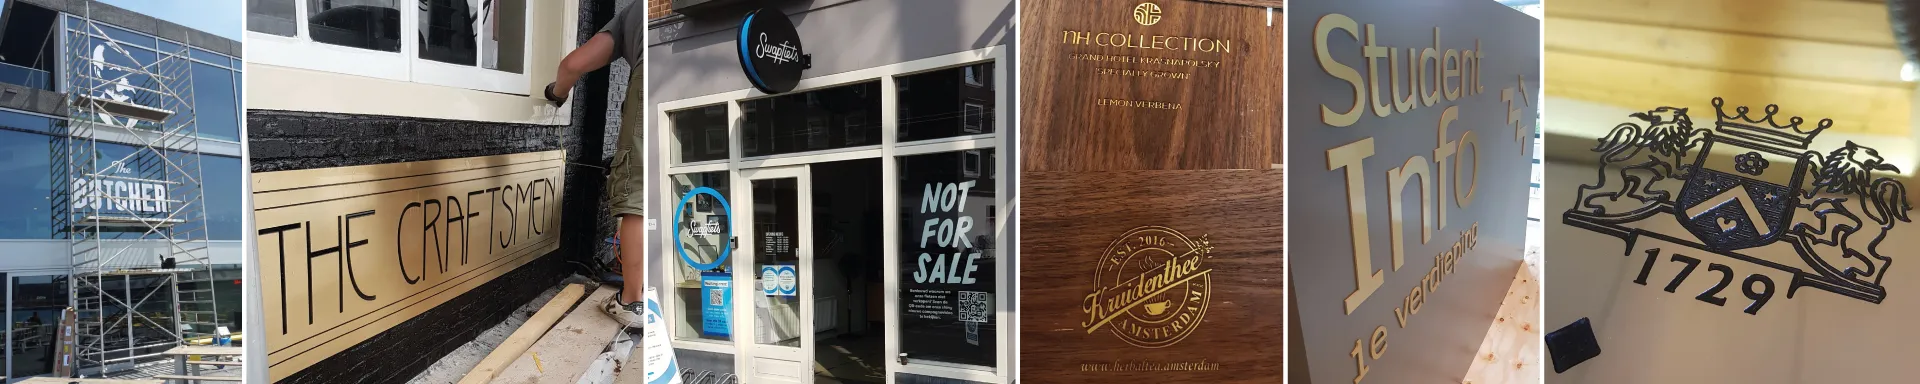 The
BUTCHER
THE CRAFTSMEN
Swapfiets
Swapfiets
NOT
FOR
SALE
NH COLLECTION
GRAND HOTEL KRASNAPOLSKY
SPECIALTY GROWN
LEMON VERBENA
EST. 2016
Kruidenthee
AMSTERDAM
www.herbaltea.amsterdam
Student
Info
1e verdieping
1729